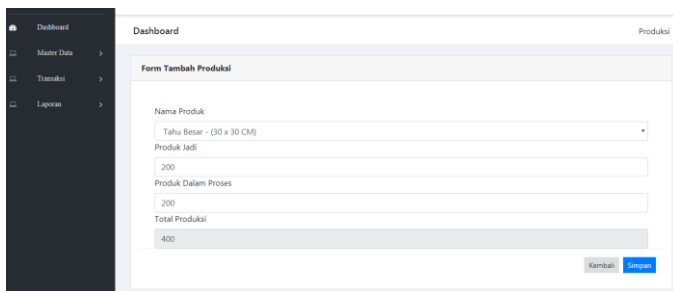 Dashboard
Master Data
Transaksi
Laporan
Dashboard
Produksi
Form Tambah Produksi
Nama Produk
Tahu Besar - (30 x 30 CM)
Produk Jadi
200
Produk Dalam Proses
200
Total Produksi
400
Kembali
Simpan